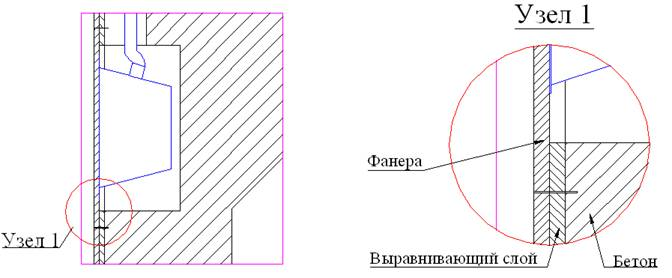 Узел 1
Фанера
Узел 1
Выравнивающий слой
Бетон